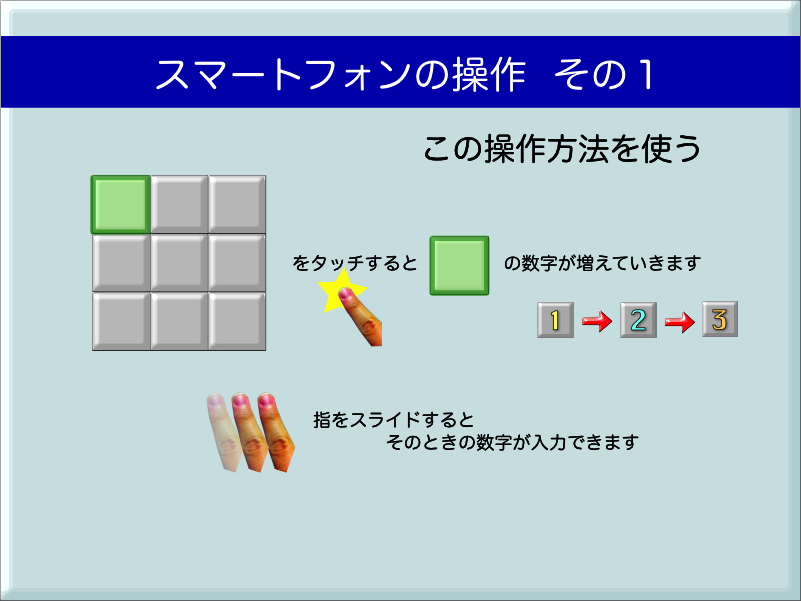 スマートフォンの操作 その１
この操作方法を使う
をタッチすると の数字が増えていきます
1 2 3
指をスライドすると
そのときの数字が入力できます